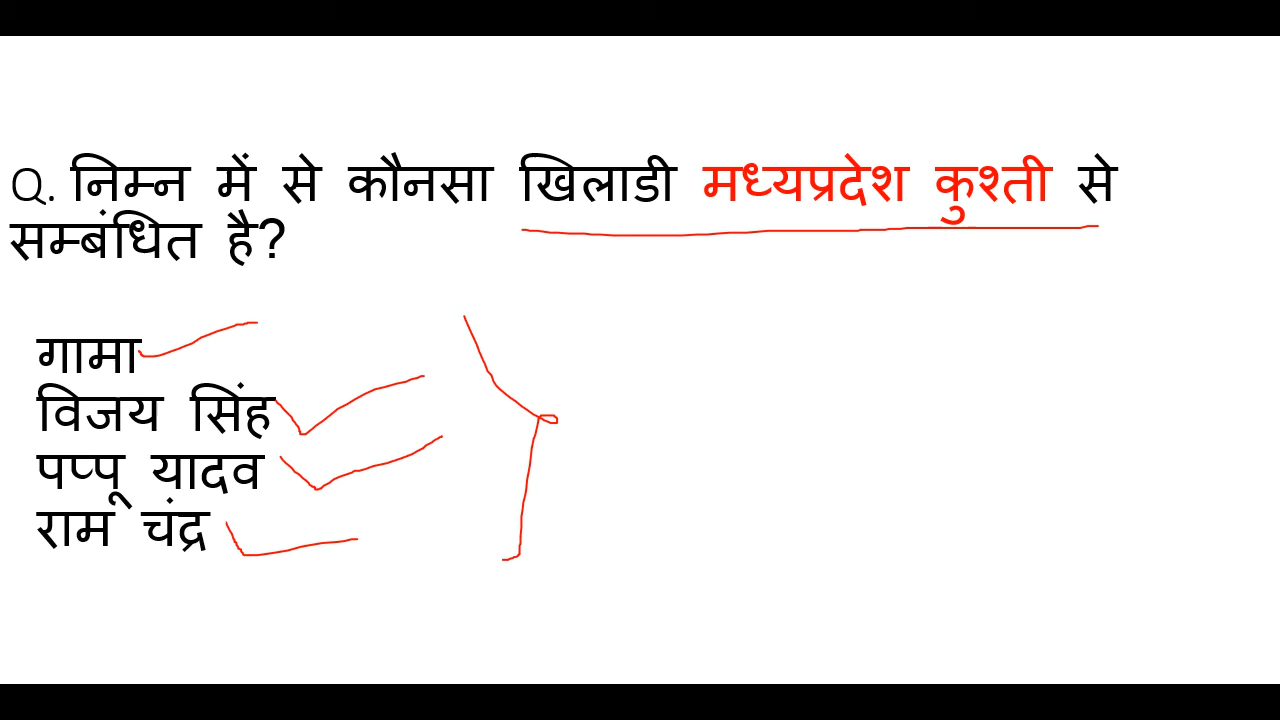 Q. निम्न में से कौनसा खिलाडी मध्यप्रदेश कुश्ती से
सम्बंधित है?
गामा
विजय सिंह
पप्पू यादव
राम चंद्र